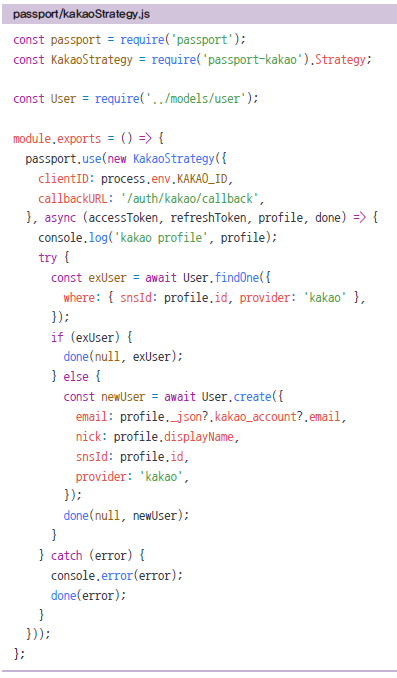 passport/kakaoStrategy.js
const passport = require('passport');
const KakaoStrategy = require('passport-kakao').Strategy;

const User = require('../models/user');

module.exports = () => {
  passport.use(new KakaoStrategy({
    clientID: process.env.KAKAO_ID,
    callbackURL: '/auth/kakao/callback',
  }, async (accessToken, refreshToken, profile, done) => {
    console.log('kakao profile', profile);
    try {
      const exUser = await User.findOne({
        where: { snsId: profile.id, provider: 'kakao' },
      });
      if (exUser) {
        done(null, exUser);
      } else {
        const newUser = await User.create({
          email: profile._json?.kakao_account?.email,
          nick: profile.displayName,
          snsId: profile.id,
          provider: 'kakao',
        });
        done(null, newUser);
      }
    } catch (error) {
      console.error(error);
      done(error);
    }
  }));
};